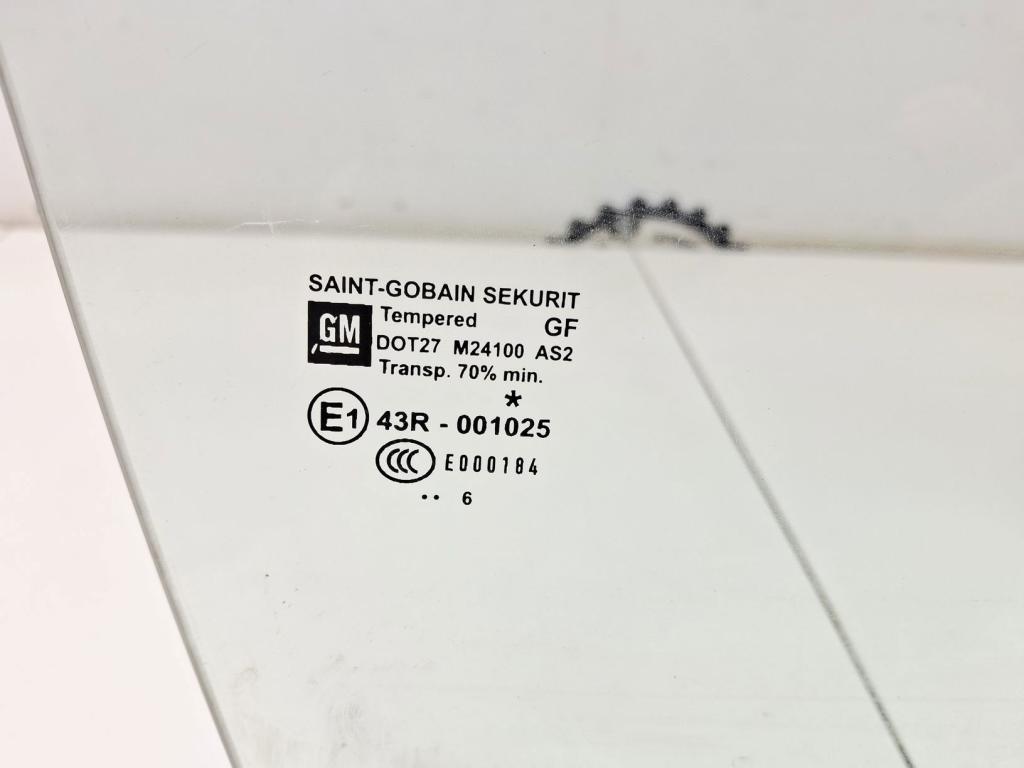 SAINT-GOBAIN SEKURIT
GM Tempered GF
DOT27 M24100 AS2
Transp. 70% min.
*
E1 43R - 001025
CCC E000184
.. 6